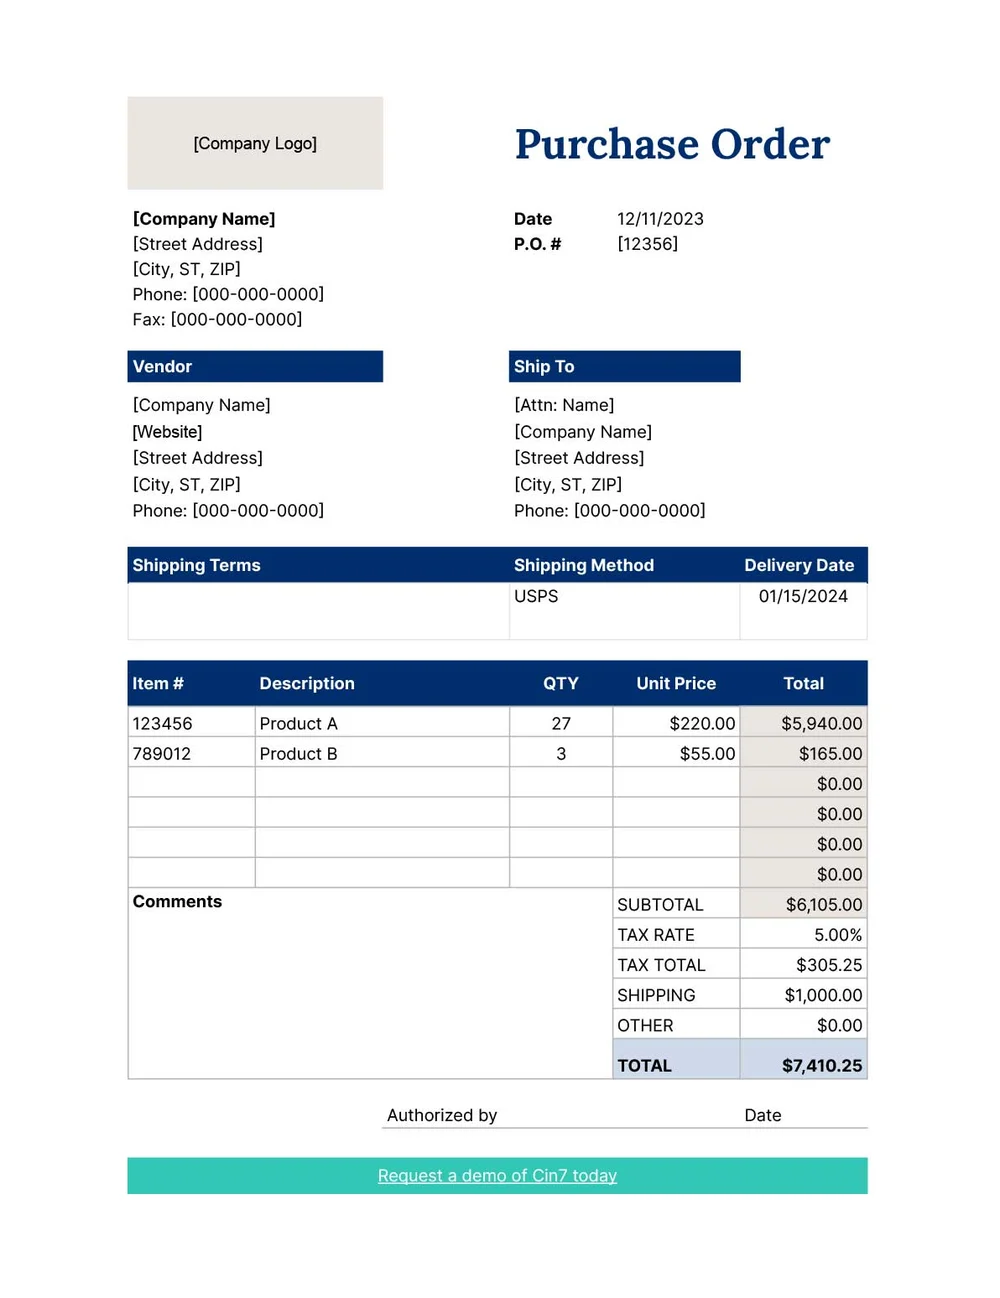 [Company Logo]
Purchase Order
[Company Name]
[Street Address]
[City, ST, ZIP]
Phone: [000-000-0000]
Fax: [000-000-0000]
Date 12/11/2023
P.O. # [12356]
Vendor
[Company Name]
[Website]
[Street Address]
[City, ST, ZIP]
Phone: [000-000-0000]
Ship To
[Attn: Name]
[Company Name]
[Street Address]
[City, ST, ZIP]
Phone: [000-000-0000]
Shipping Terms Shipping Method Delivery Date
USPS 01/15/2024
Item # Description QTY Unit Price Total
123456 Product A 27 $220.00 $5,940.00
789012 Product B 3 $55.00 $165.00
$0.00
$0.00
$0.00
$0.00
Comments
SUBTOTAL $6,105.00
TAX RATE 5.00%
TAX TOTAL $305.25
SHIPPING $1,000.00
OTHER $0.00
TOTAL $7,410.25
Authorized by Date
Request a demo of Cin7 today